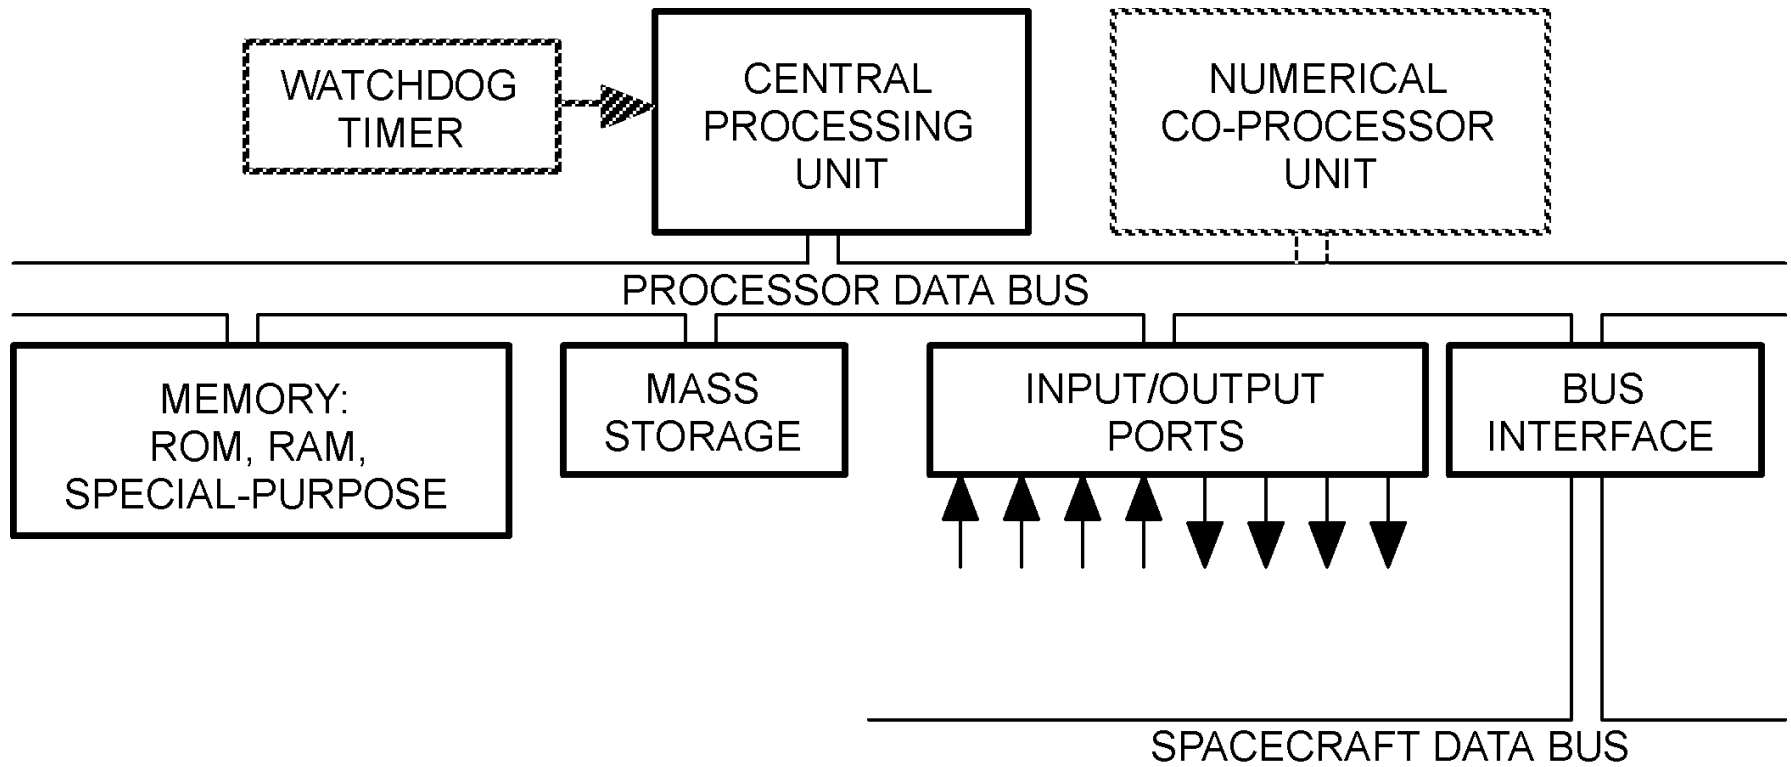 WATCHDOG
TIMER
CENTRAL
PROCESSING
UNIT
NUMERICAL
CO-PROCESSOR
UNIT
PROCESSOR DATA BUS
MEMORY:
ROM, RAM,
SPECIAL-PURPOSE
MASS
STORAGE
INPUT/OUTPUT
PORTS
BUS
INTERFACE
SPACECRAFT DATA BUS